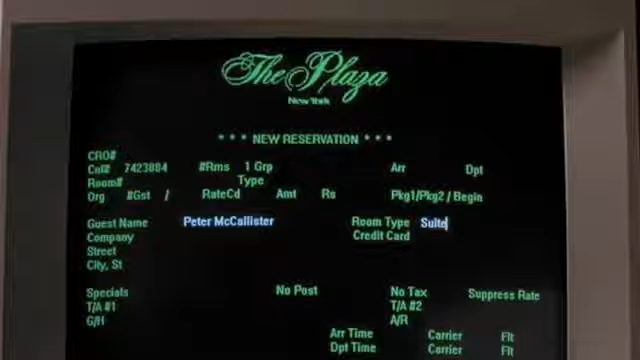 The Plaza
New York
* * * NEW RESERVATION * * *
CRO#
Cnl# 7423884 #Rms 1 Grp Arr Dpt
Room# Type
Org #Gst / RateCd Amt Rs Pkg1/Pkg2 / Begin
Guest Name Peter McCallister Room Type Suite
Company Credit Card
Street
City, St
Specials No Post No Tax Suppress Rate
T/A #1 T/A #2
G/H A/R
Arr Time Carrier Flt
Dpt Time Carrier Flt